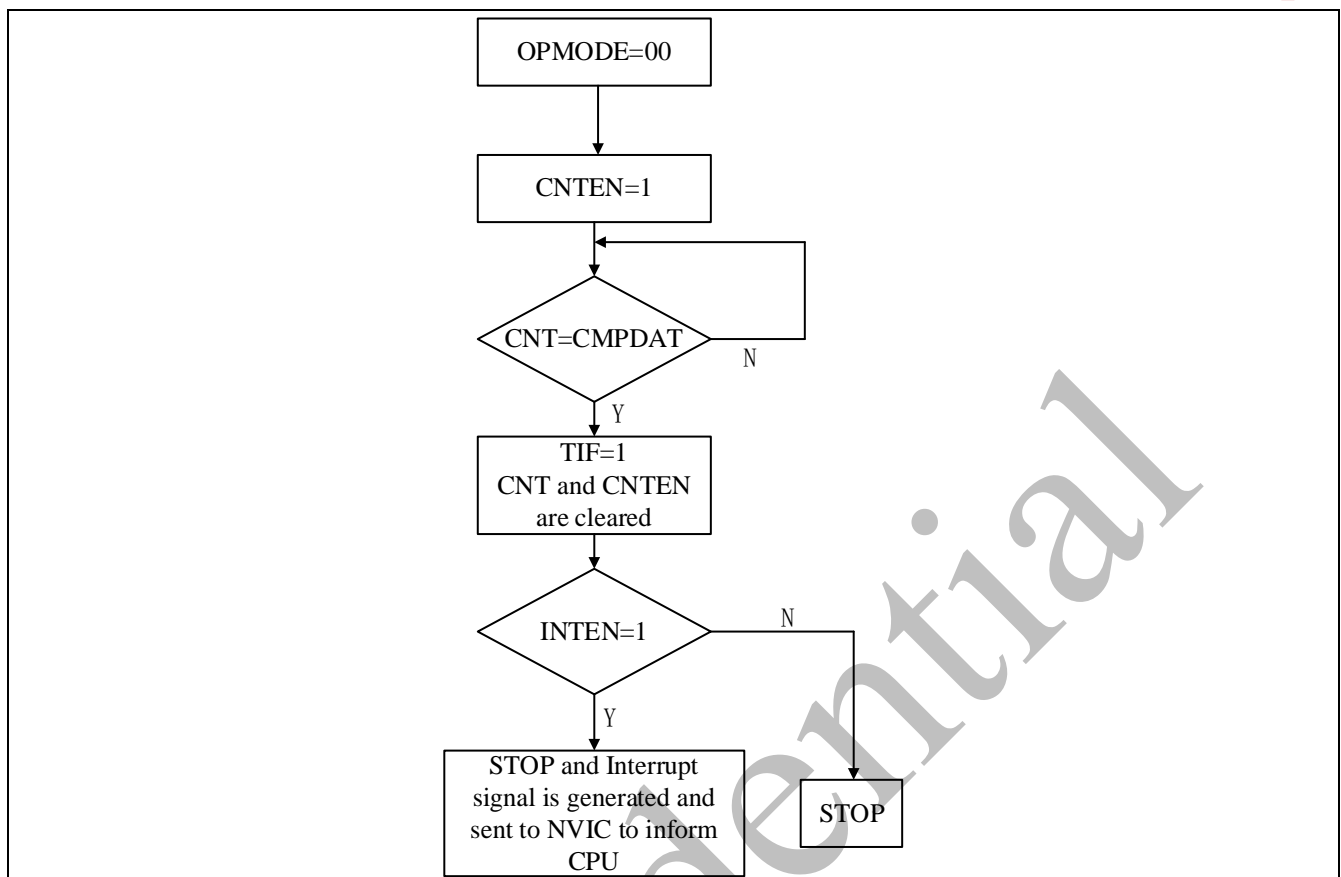 OPMODE=00
CNTEN=1
CNT=CMPDAT
N
Y
TIF=1
CNT and CNTEN
are cleared
INTEN=1
N
Y
STOP and Interrupt
signal is generated and
sent to NVIC to inform
CPU
STOP
dential